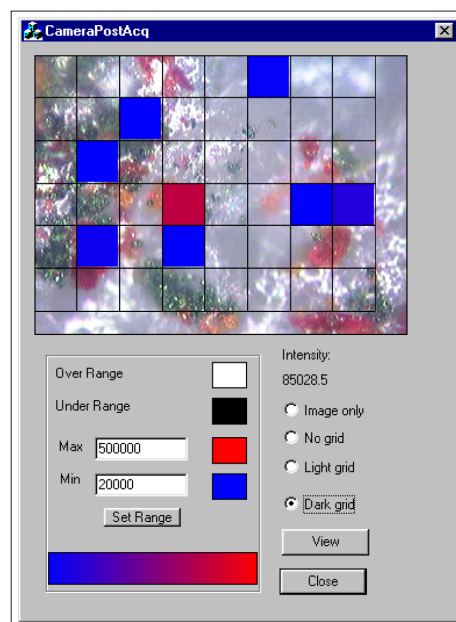 CameraPostAcq
Over Range
Under Range
Max 500000
Min 20000
Set Range
Intensity:
85028.5
Image only
No grid
Light grid
Dark grid
View
Close